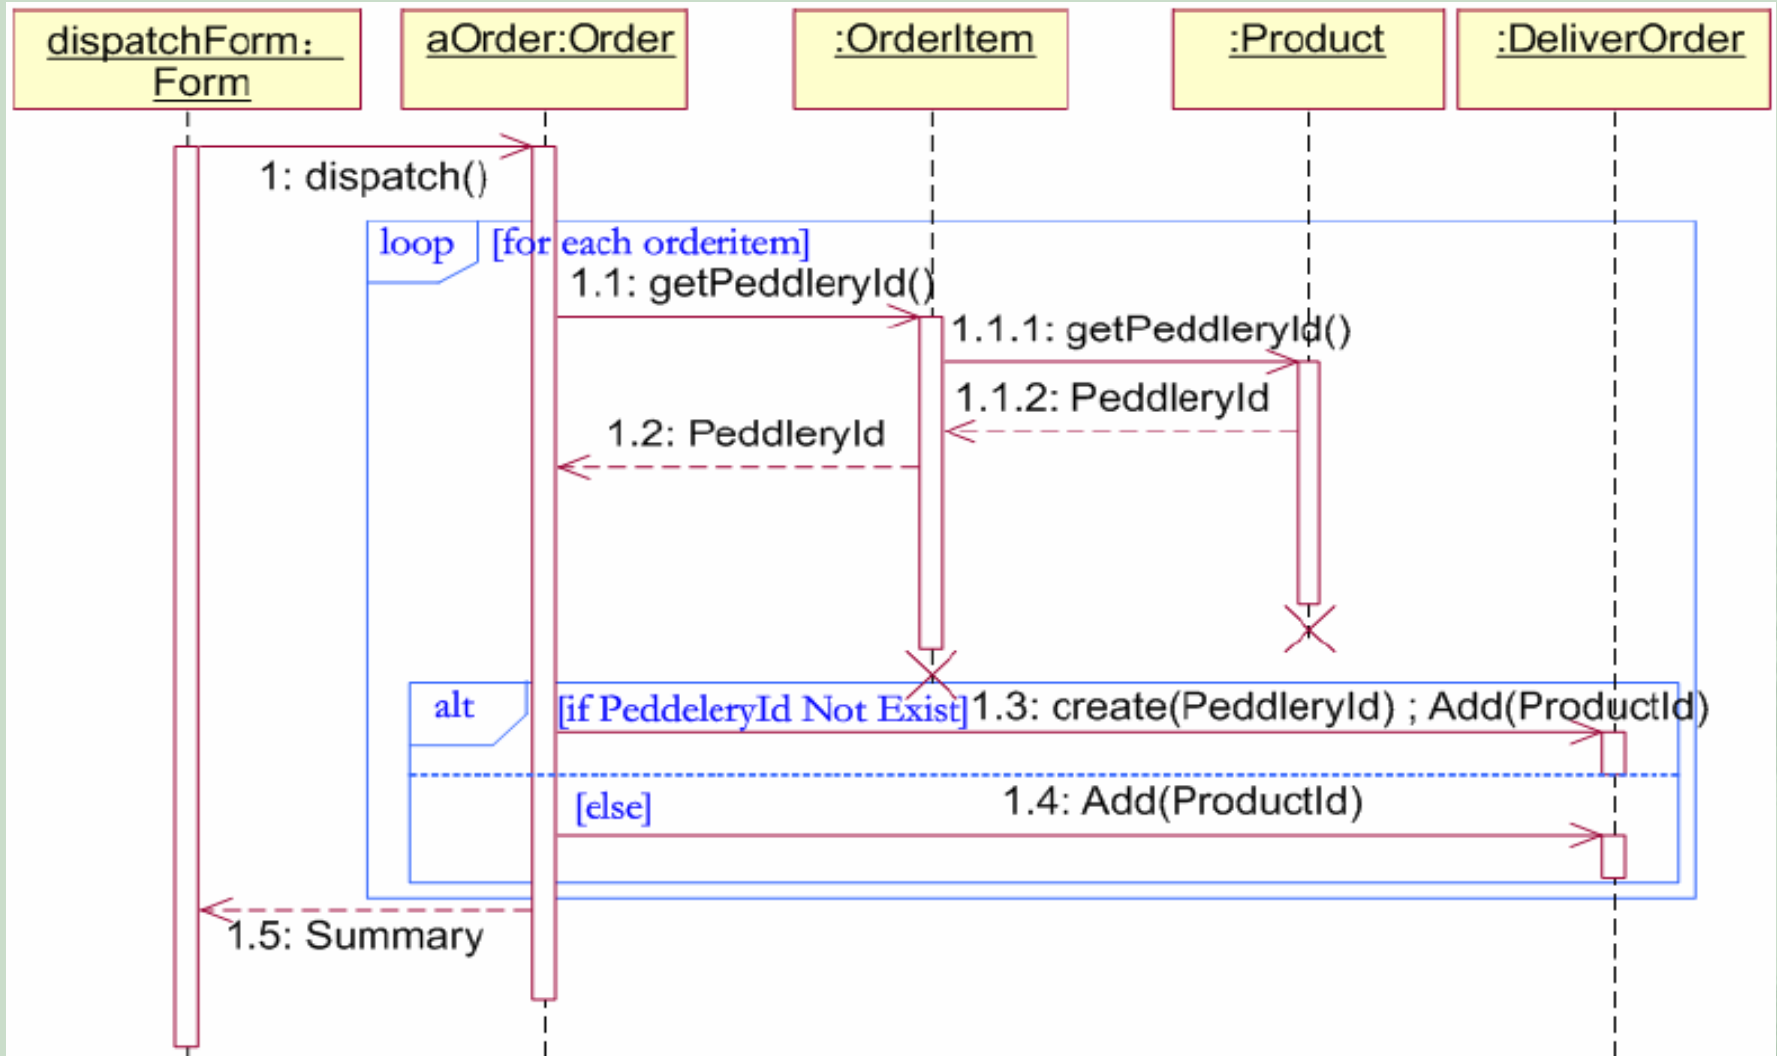 dispatchForm：
Form
aOrder:Order
:OrderItem
:Product
:DeliverOrder
1: dispatch()
loop
[for each orderitem]
1.1: getPeddleryId()
1.1.1: getPeddleryId()
1.1.2: PeddleryId
1.2: PeddleryId
alt
[if PeddeleryId Not Exist]
1.3: create(PeddleryId) ; Add(ProductId)
[else]
1.4: Add(ProductId)
1.5: Summary